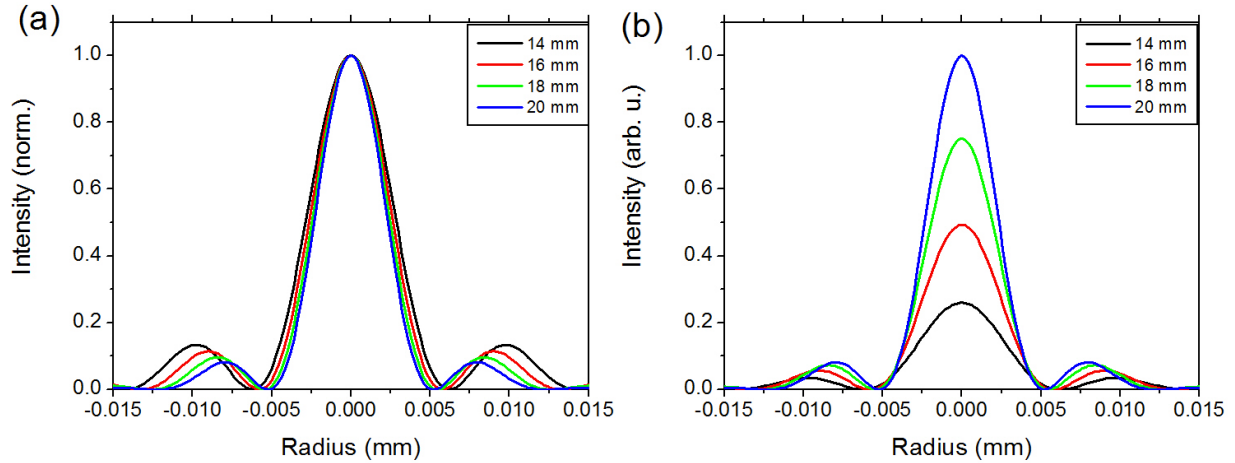 (a)
Intensity (norm.)
1.0
0.8
0.6
0.4
0.2
0.0
-0.015 -0.010 -0.005 0.000 0.005 0.010 0.015
Radius (mm)
14 mm
16 mm
18 mm
20 mm
(b)
Intensity (arb. u.)
1.0
0.8
0.6
0.4
0.2
0.0
-0.015 -0.010 -0.005 0.000 0.005 0.010 0.015
Radius (mm)
14 mm
16 mm
18 mm
20 mm